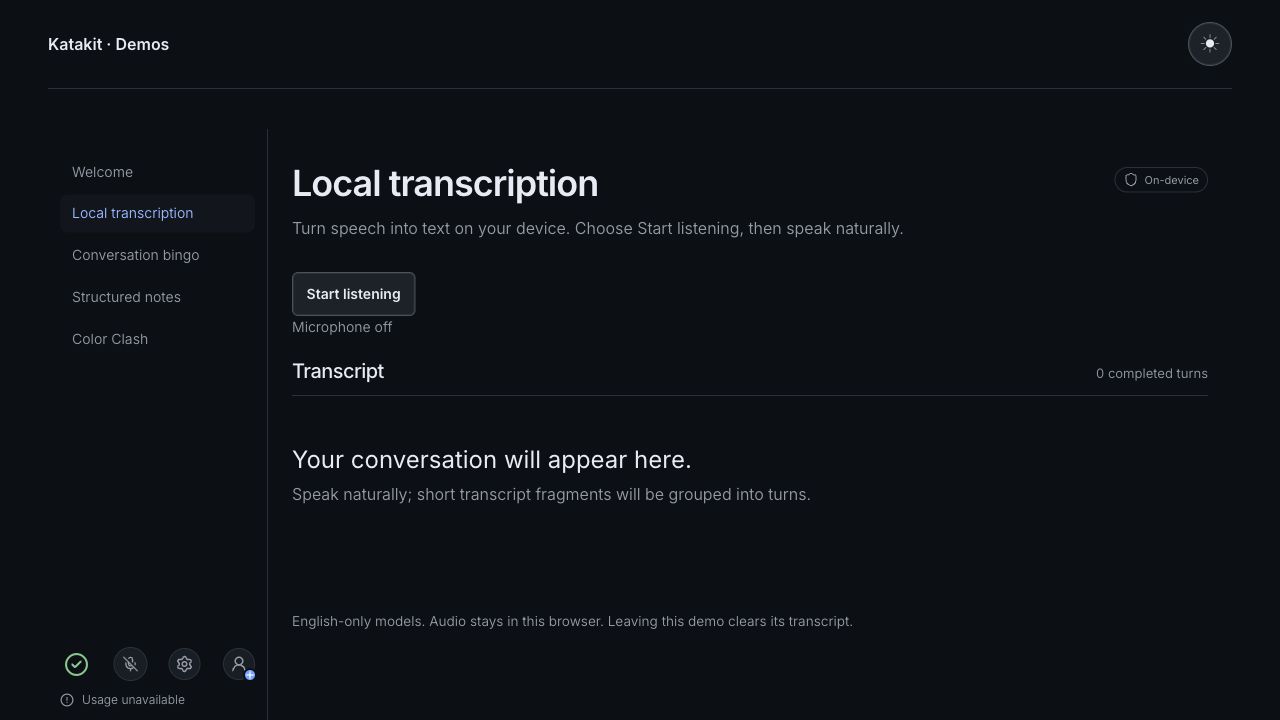 Katakit · Demos
Welcome
Local transcription
Conversation bingo
Structured notes
Color Clash
Usage unavailable
Local transcription
On-device
Turn speech into text on your device. Choose Start listening, then speak naturally.
Start listening
Microphone off
Transcript
0 completed turns
Your conversation will appear here.
Speak naturally; short transcript fragments will be grouped into turns.
English-only models. Audio stays in this browser. Leaving this demo clears its transcript.